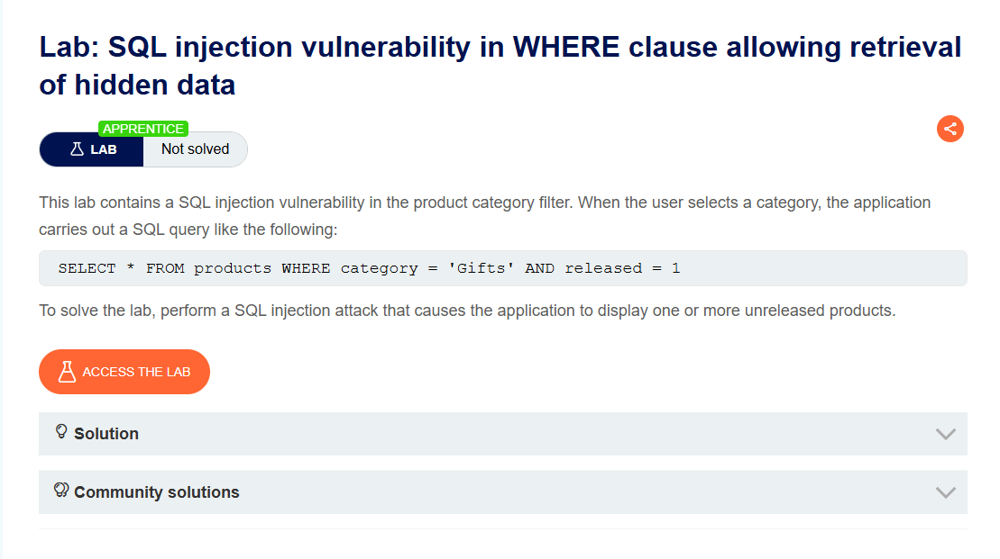 Lab: SQL injection vulnerability in WHERE clause allowing retrieval
of hidden data
APPRENTICE
LAB
Not solved
This lab contains a SQL injection vulnerability in the product category filter. When the user selects a category, the application
carries out a SQL query like the following:
SELECT * FROM products WHERE category = 'Gifts' AND released = 1
To solve the lab, perform a SQL injection attack that causes the application to display one or more unreleased products.
ACCESS THE LAB
Solution
Community solutions